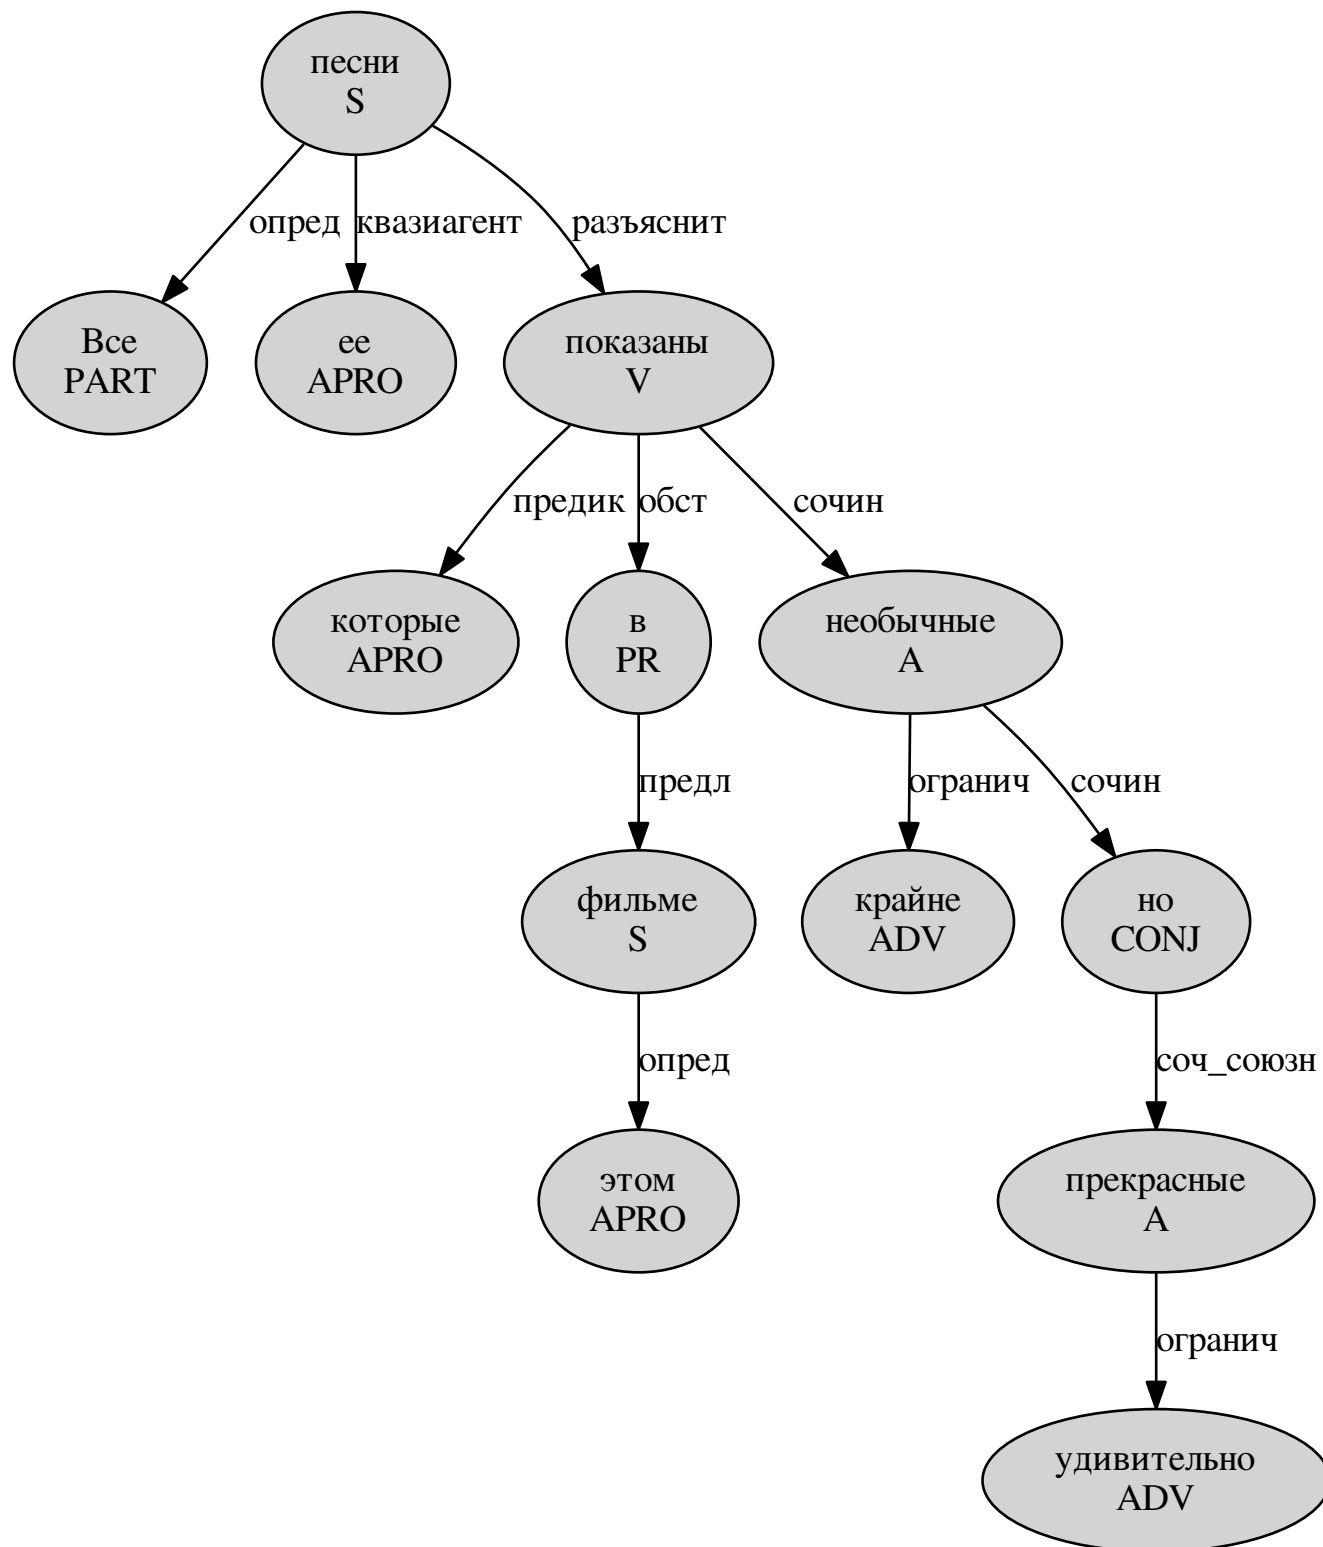 песни
S
опред
квазиагент
разъяснит
Все
PART
ее
APRO
показаны
V
предик
обст
сочин
которые
APRO
в
PR
необычные
A
предл
огранич
сочин
фильме
S
крайне
ADV
но
CONJ
опред
соч_союзн
этом
APRO
прекрасные
A
огранич
удивительно
ADV